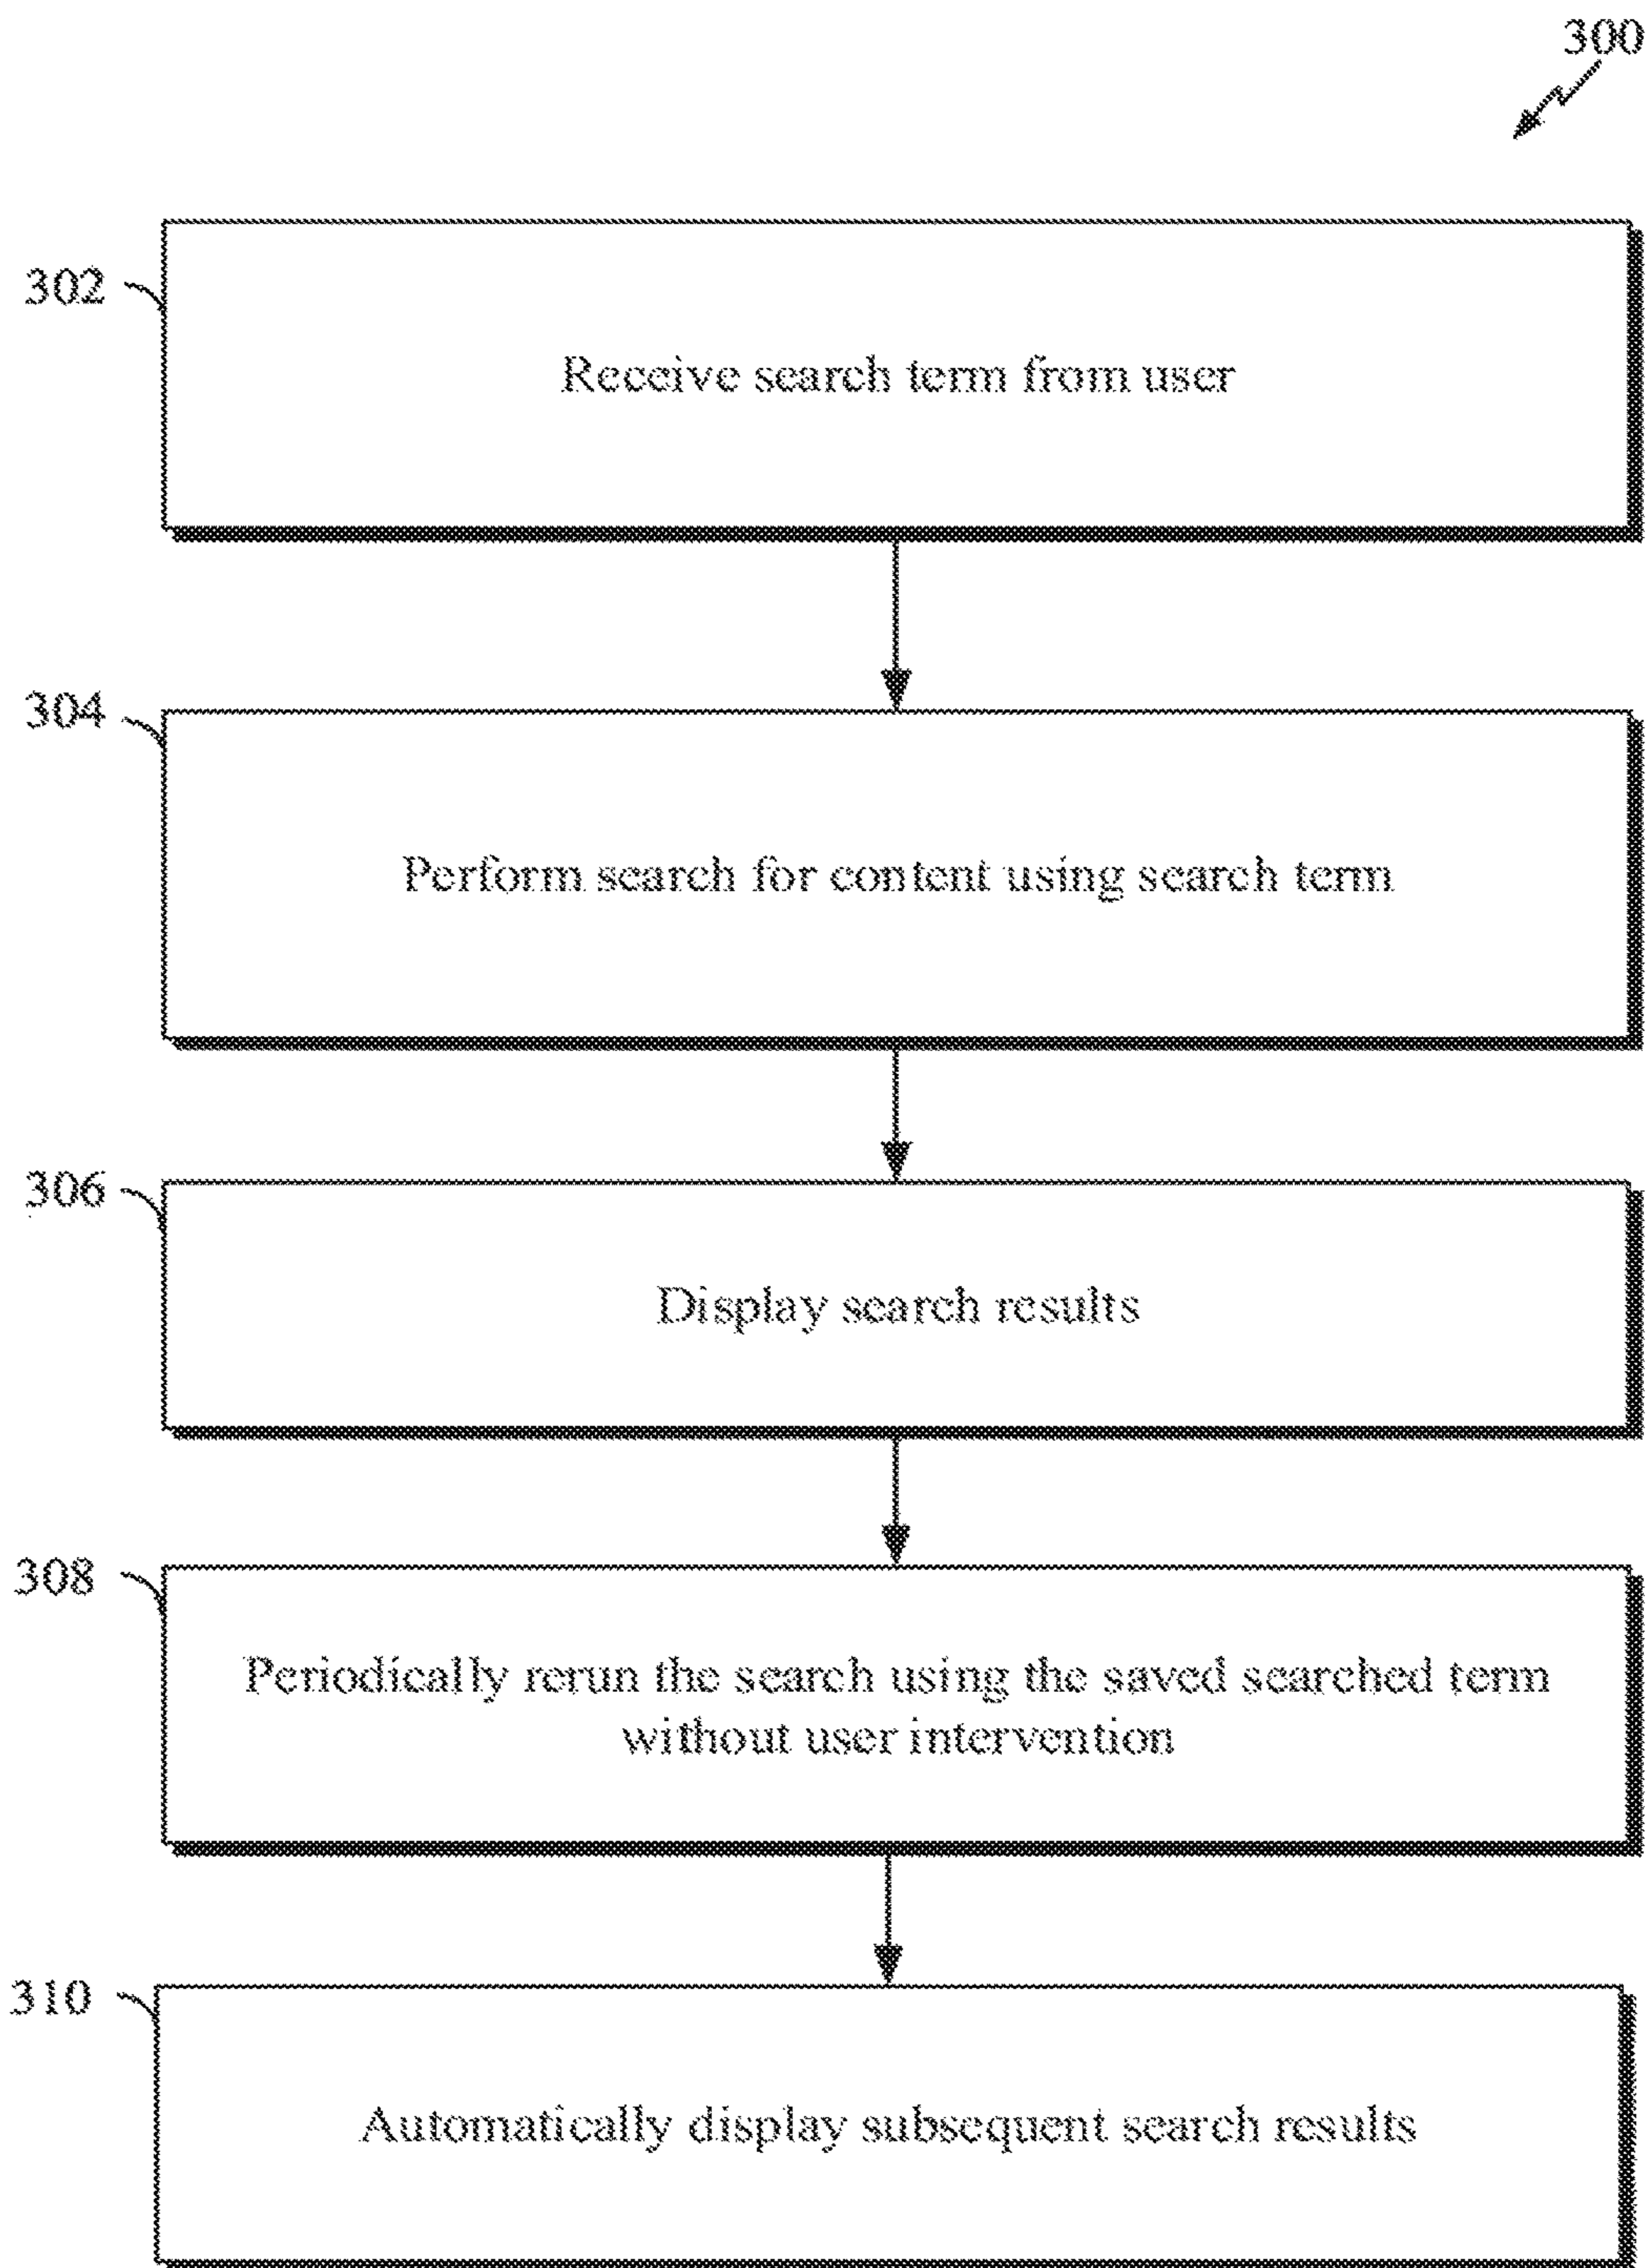 300
302
Receive search term from user
304
Perform search for content using search term
306
Display search results
308
Periodically rerun the search using the saved searched term
without user intervention
310
Automatically display subsequent search results